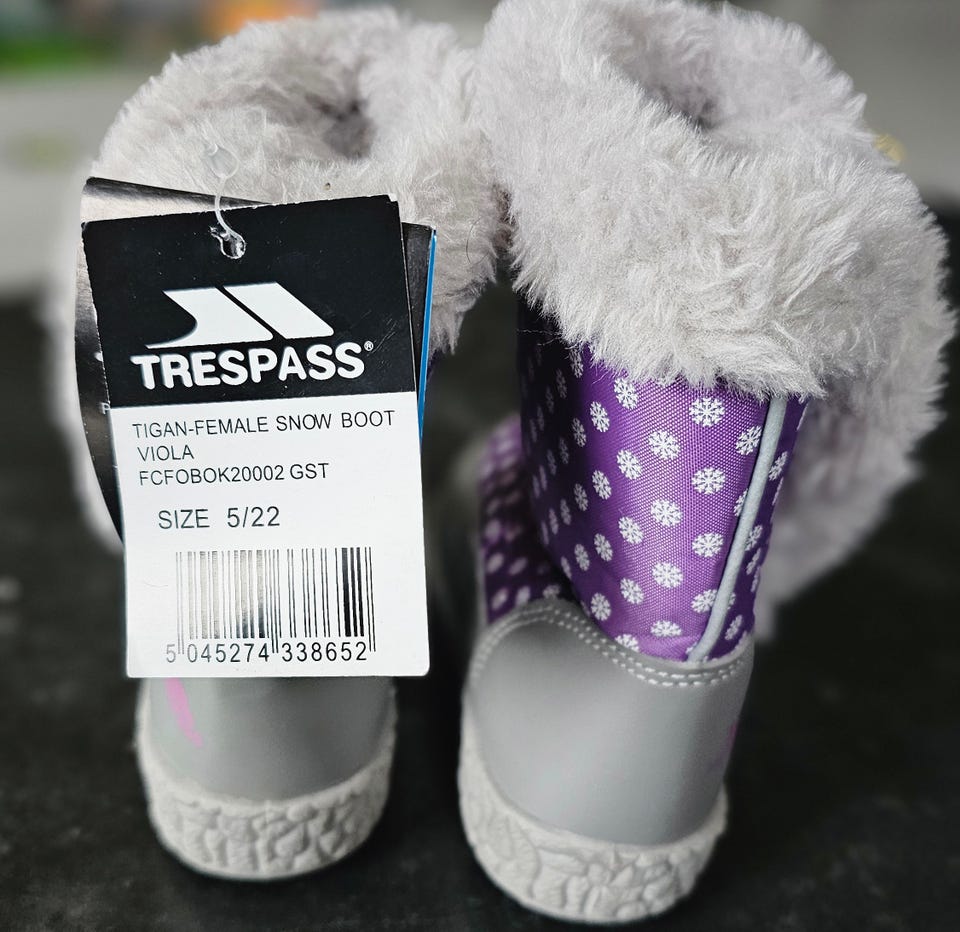 TRESPASS®
TIGAN-FEMALE SNOW BOOT
VIOLA
FCFOBOK20002 GST
SIZE 5/22
5 045274 338652